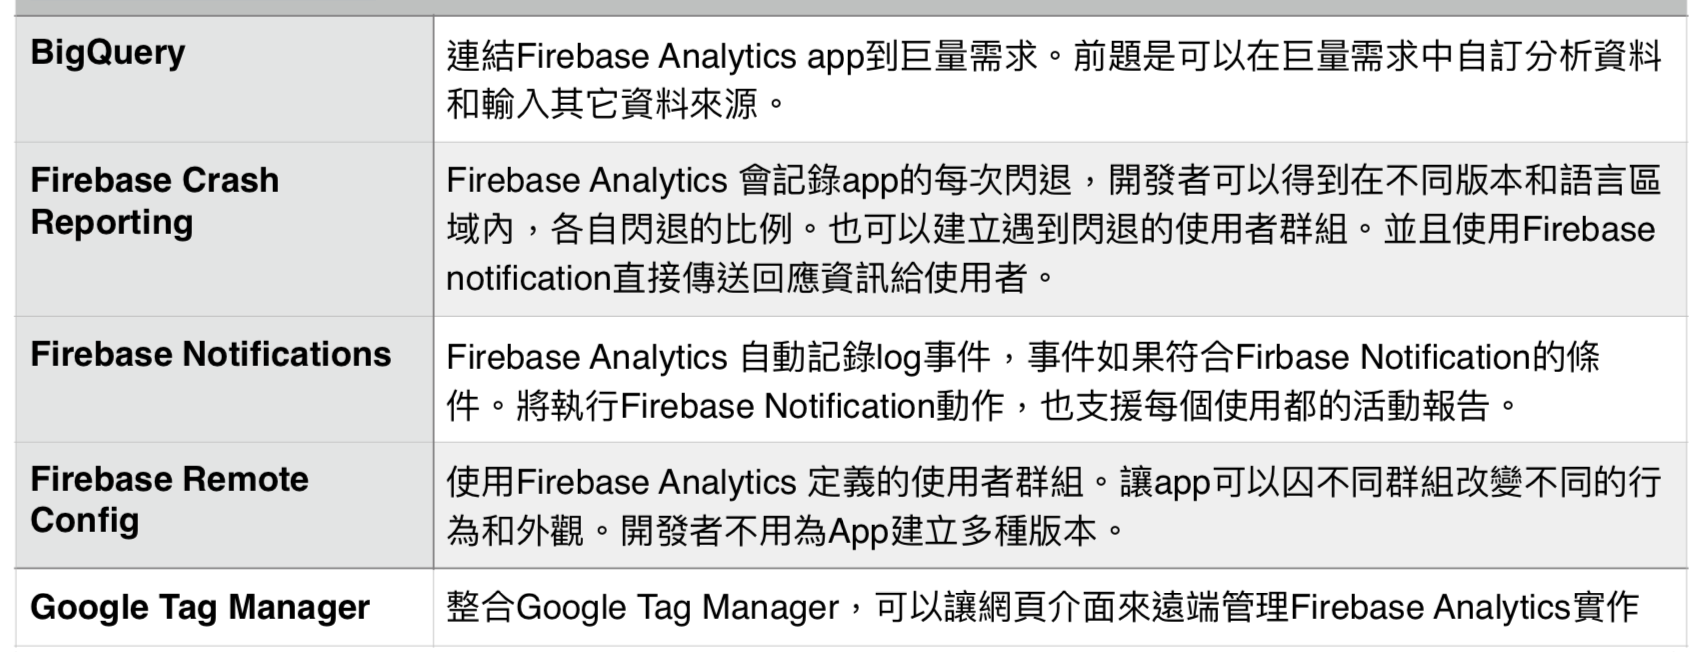 BigQuery
連結Firebase Analytics app到巨量需求。前題是可以在巨量需求中自訂分析資料
和輸入其它資料來源。
Firebase Crash
Reporting
Firebase Analytics 會記錄app的每次閃退，開發者可以得到在不同版本和語言區
域內，各自閃退的比例。也可以建立遇到閃退的使用者群組。並且使用Firebase
notification直接傳送回應資訊給使用者。
Firebase Notifications
Firebase Analytics 自動記錄log事件，事件如果符合Firbase Notification的條
件。將執行Firebase Notification動作，也支援每個使用都的活動報告。
Firebase Remote
Config
使用Firebase Analytics 定義的使用者群組。讓app可以囚不同群組改變不同的行
為和外觀。開發者不用為App建立多種版本。
Google Tag Manager
整合Google Tag Manager，可以讓網頁介面來遠端管理Firebase Analytics實作